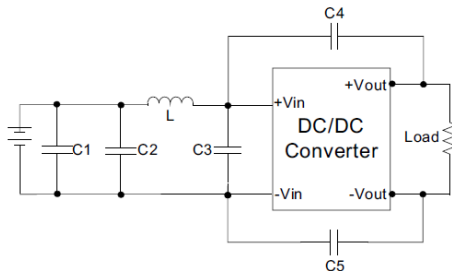 C4
+Vout
+Vin
L
DC/DC
Converter
C1
C2
C3
Load
-Vin
-Vout
C5